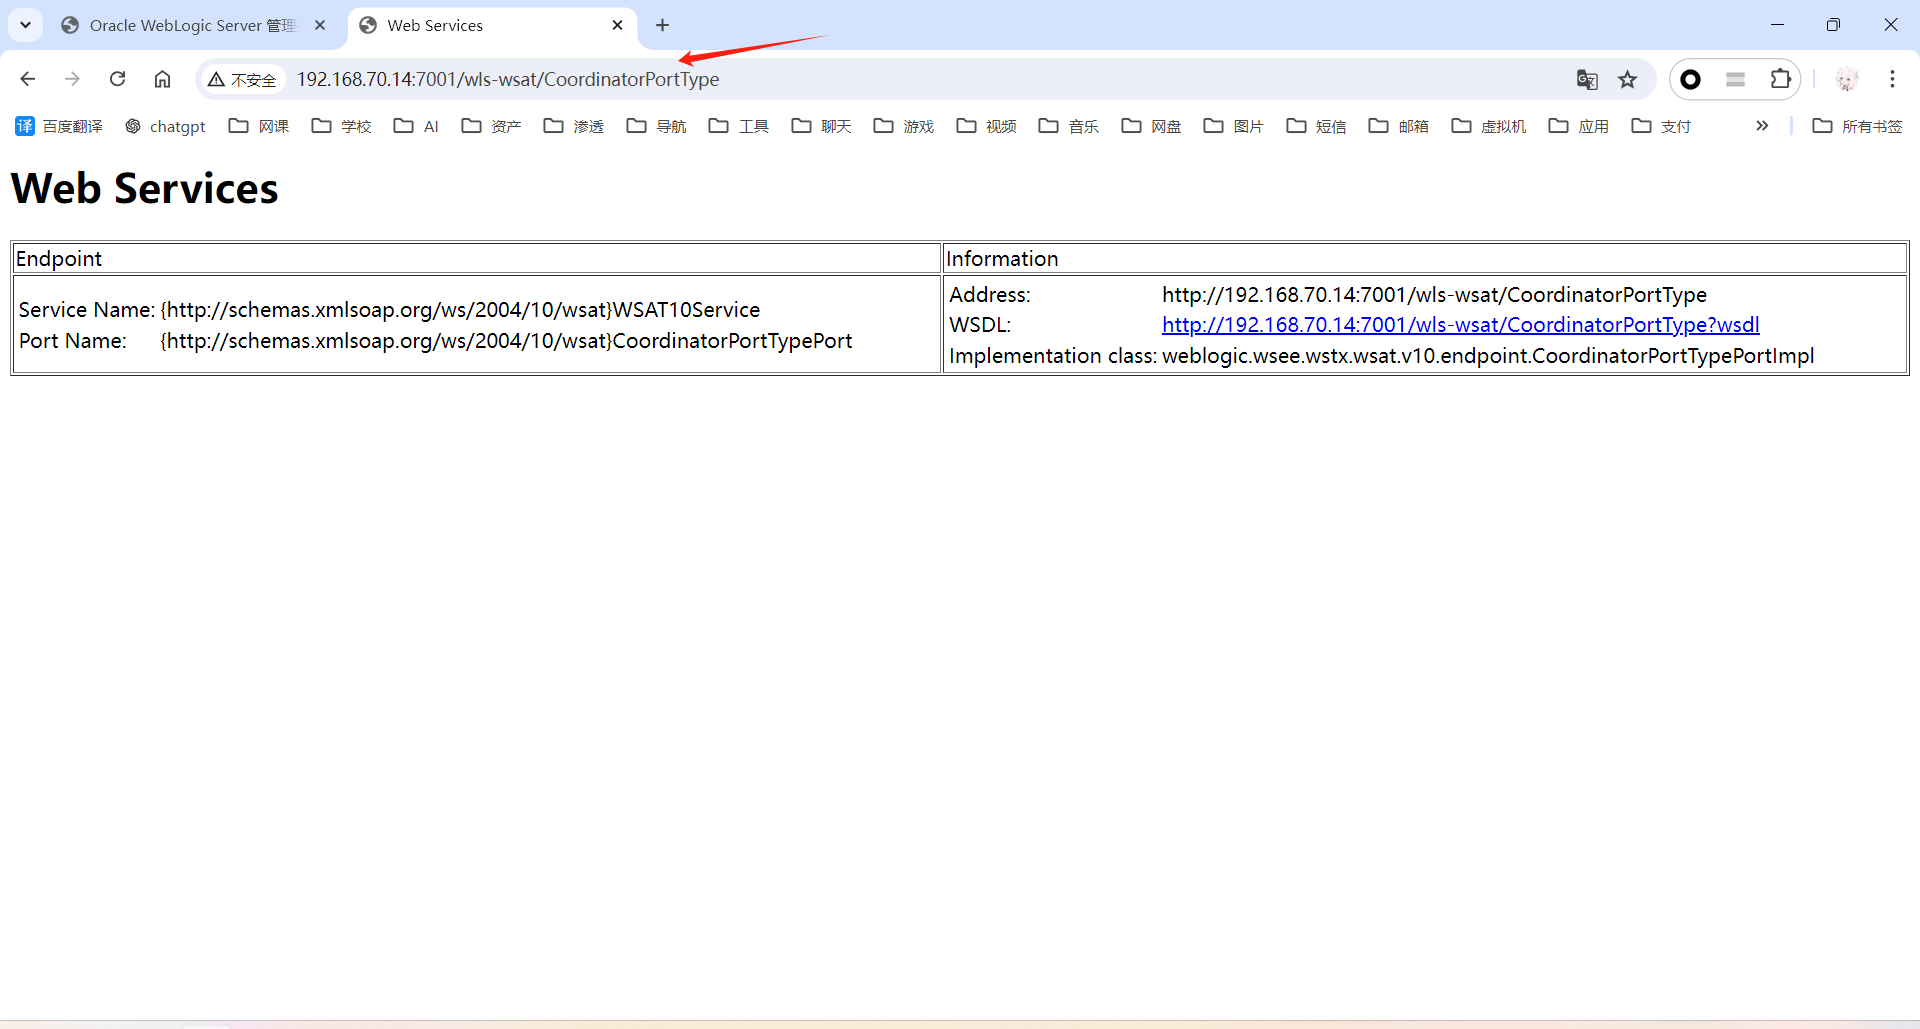 Oracle WebLogic Server 管理
Web Services
不安全
192.168.70.14:7001/wls-wsat/CoordinatorPortType
译 百度翻译
chatgpt
网课
学校
AI
资产
渗透
导航
工具
聊天
游戏
视频
音乐
网盘
图片
短信
邮箱
虚拟机
应用
支付
»
所有书签
Web Services
Endpoint
Information
Service Name: {http://schemas.xmlsoap.org/ws/2004/10/wsat}WSAT10Service
Port Name: {http://schemas.xmlsoap.org/ws/2004/10/wsat}CoordinatorPortTypePort
Address: http://192.168.70.14:7001/wls-wsat/CoordinatorPortType
WSDL: http://192.168.70.14:7001/wls-wsat/CoordinatorPortType?wsdl
Implementation class: weblogic.wsee.wstx.wsat.v10.endpoint.CoordinatorPortTypePortImpl